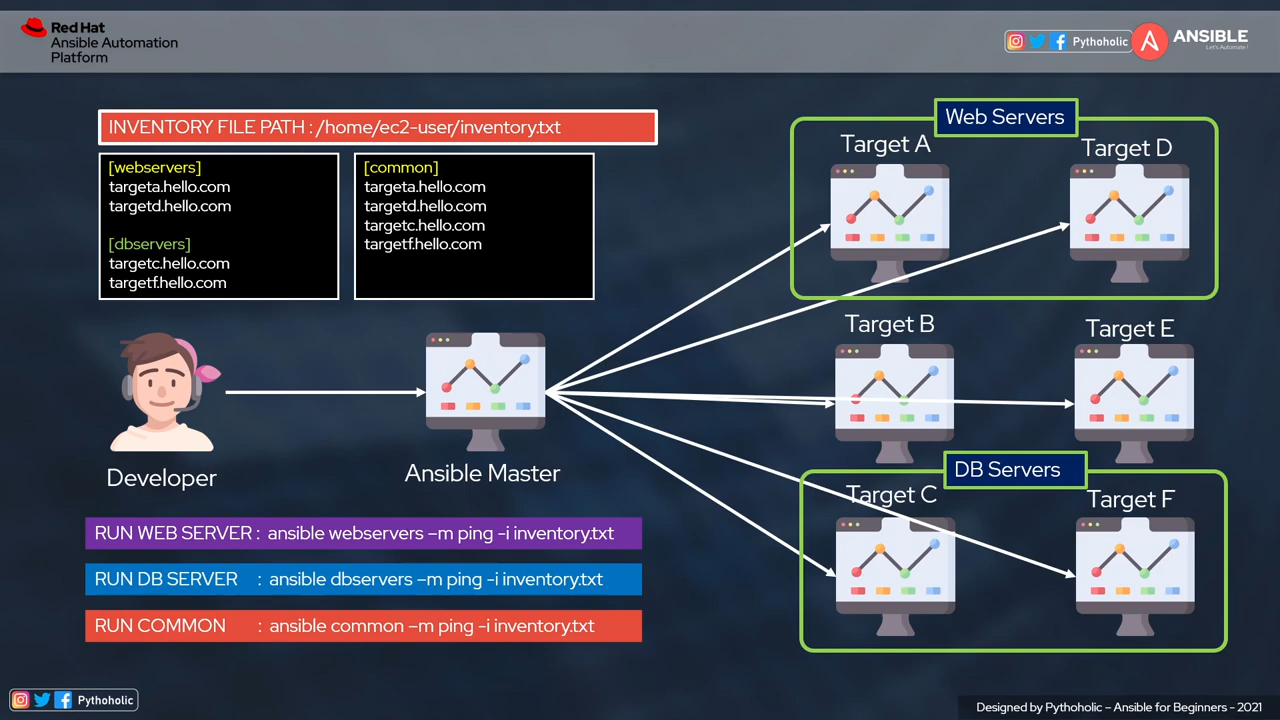 Red Hat
Ansible Automation
Platform
Pythoholic
A ANSIBLE
Let's Automate !
INVENTORY FILE PATH : /home/ec2-user/inventory.txt
[webservers]
targeta.hello.com
targetd.hello.com
[dbservers]
targetc.hello.com
targetf.hello.com
[common]
targeta.hello.com
targetd.hello.com
targetc.hello.com
targetf.hello.com
Web Servers
Target A
Target D
Target B
Target E
DB Servers
Target C
Target F
Developer
Ansible Master
RUN WEB SERVER : ansible webservers –m ping -i inventory.txt
RUN DB SERVER : ansible dbservers –m ping -i inventory.txt
RUN COMMON : ansible common –m ping -i inventory.txt
Pythoholic
Designed by Pythoholic – Ansible for Beginners - 2021